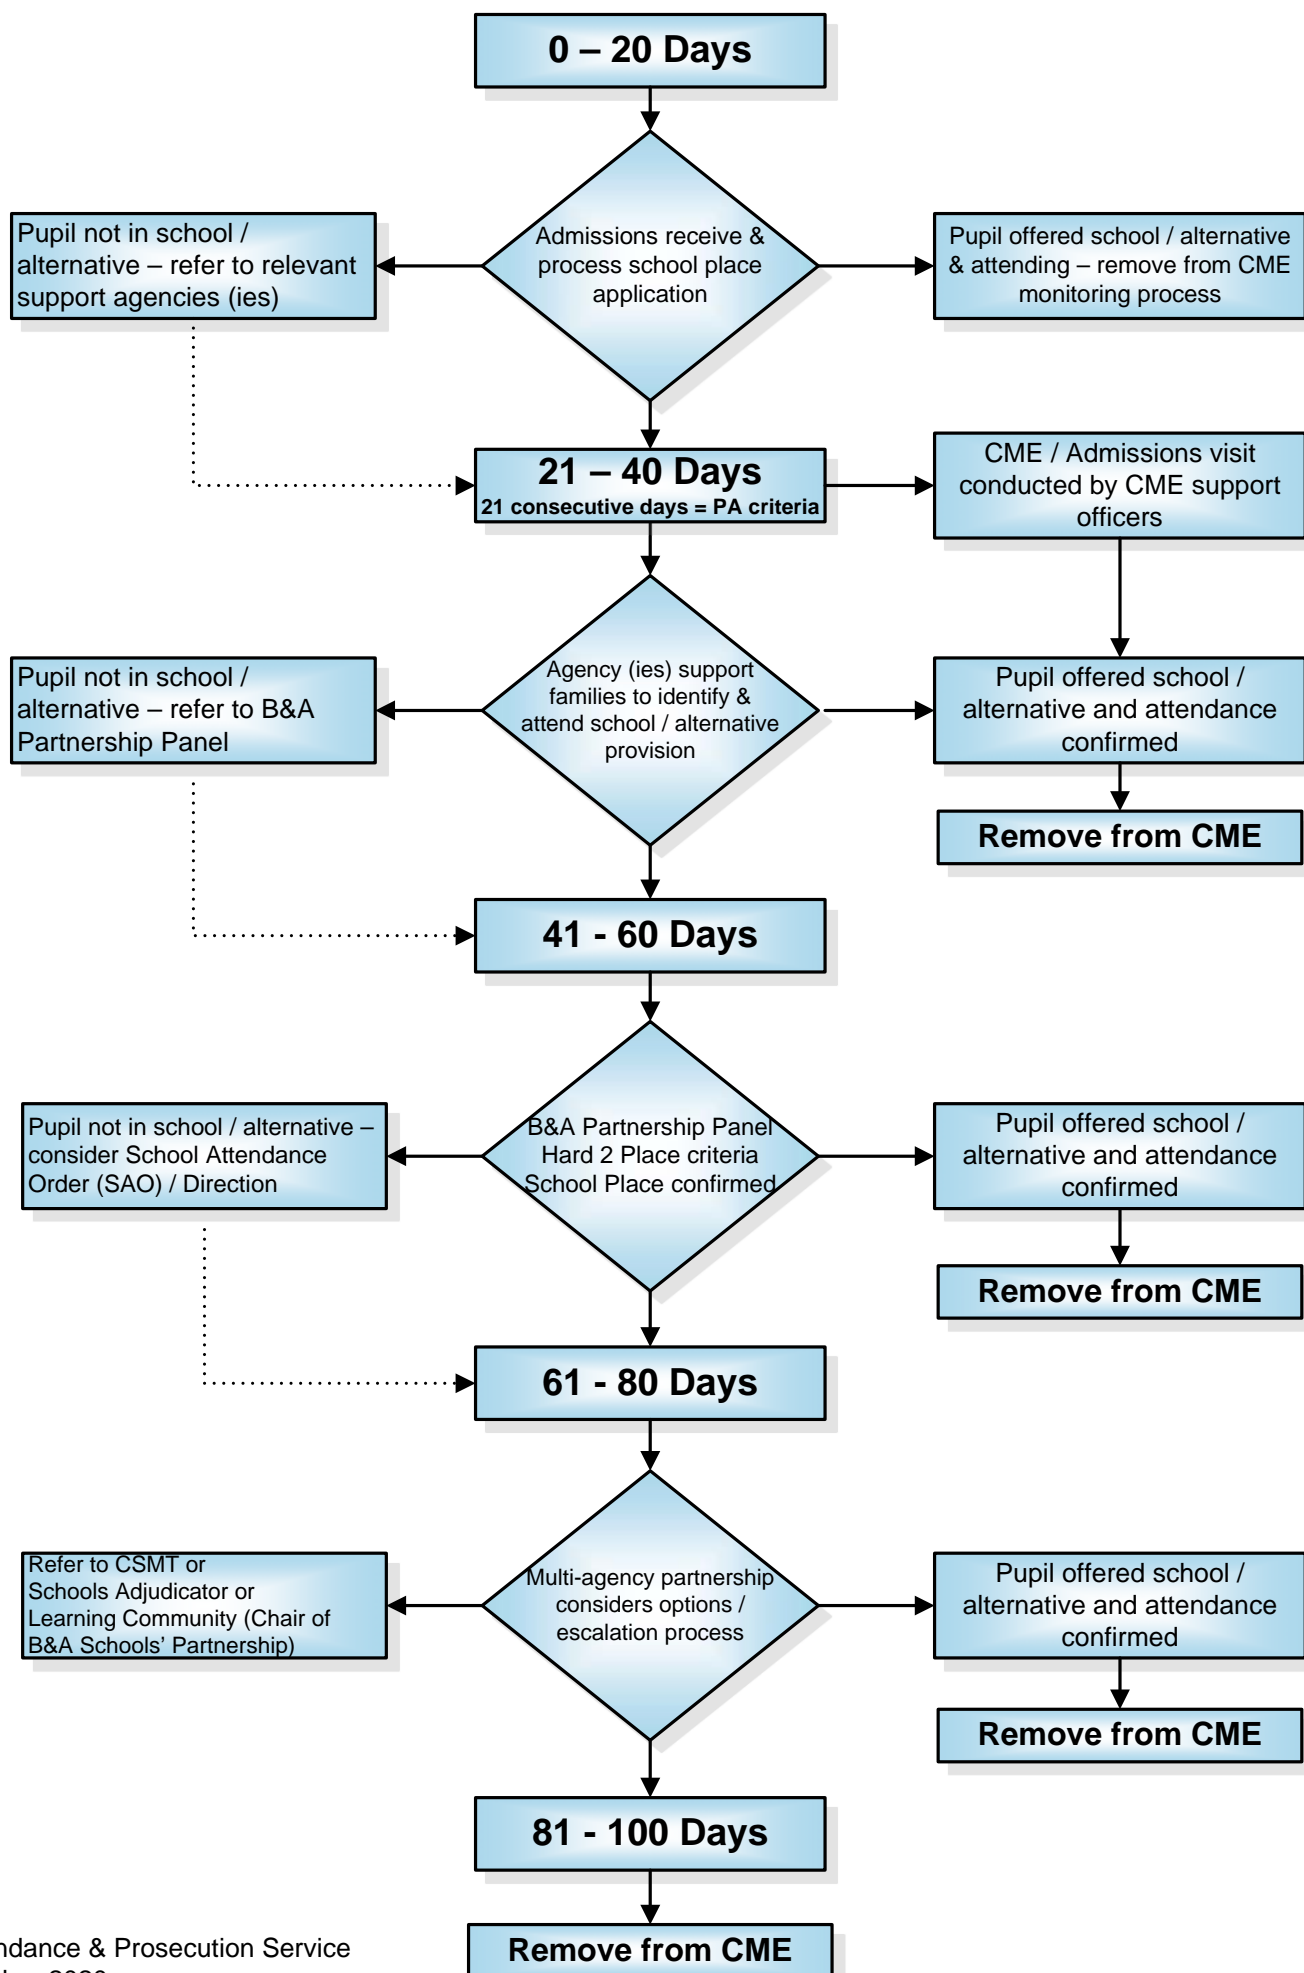 0 – 20 Days
Admissions receive &
process school place
application
Pupil not in school /
alternative – refer to relevant
support agencies (ies)
Pupil offered school / alternative
& attending – remove from CME
monitoring process
21 – 40 Days
21 consecutive days = PA criteria
CME / Admissions visit
conducted by CME support
officers
Agency (ies) support
families to identify &
attend school / alternative
provision
Pupil not in school /
alternative – refer to B&A
Partnership Panel
Pupil offered school /
alternative and attendance
confirmed
Remove from CME
41 - 60 Days
B&A Partnership Panel
Hard 2 Place criteria
School Place confirmed
Pupil not in school / alternative –
consider School Attendance
Order (SAO) / Direction
Pupil offered school /
alternative and attendance
confirmed
Remove from CME
61 - 80 Days
Multi-agency partnership
considers options /
escalation process
Refer to CSMT or
Schools Adjudicator or
Learning Community (Chair of
B&A Schools’ Partnership)
Pupil offered school /
alternative and attendance
confirmed
Remove from CME
81 - 100 Days
Remove from CME
& Prosecution Service
2020